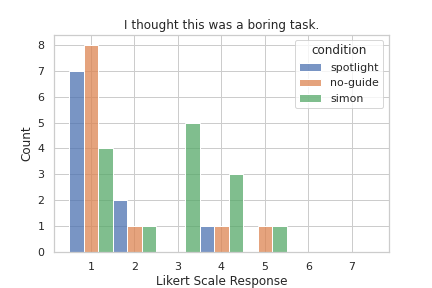 I thought this was a boring task.
condition
spotlight
no-guide
simon
Count
8
7
6
5
4
3
2
1
0
1 2 3 4 5 6 7
Likert Scale Response